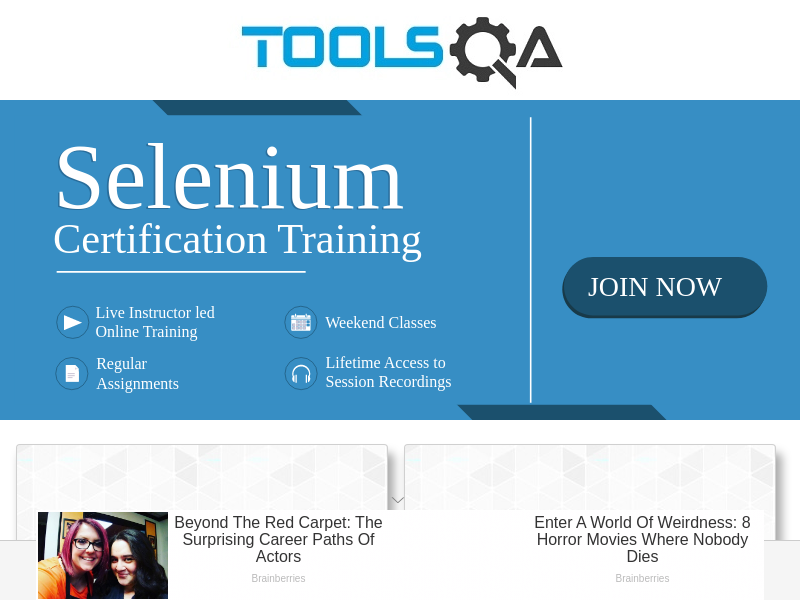 TOOLSQA
Selenium
Certification Training
JOIN NOW
Live Instructor led
Online Training
Weekend Classes
Regular
Assignments
Lifetime Access to
Session Recordings
Beyond The Red Carpet: The
Surprising Career Paths Of
Actors
Brainberries
Enter A World Of Weirdness: 8
Horror Movies Where Nobody
Dies
Brainberries